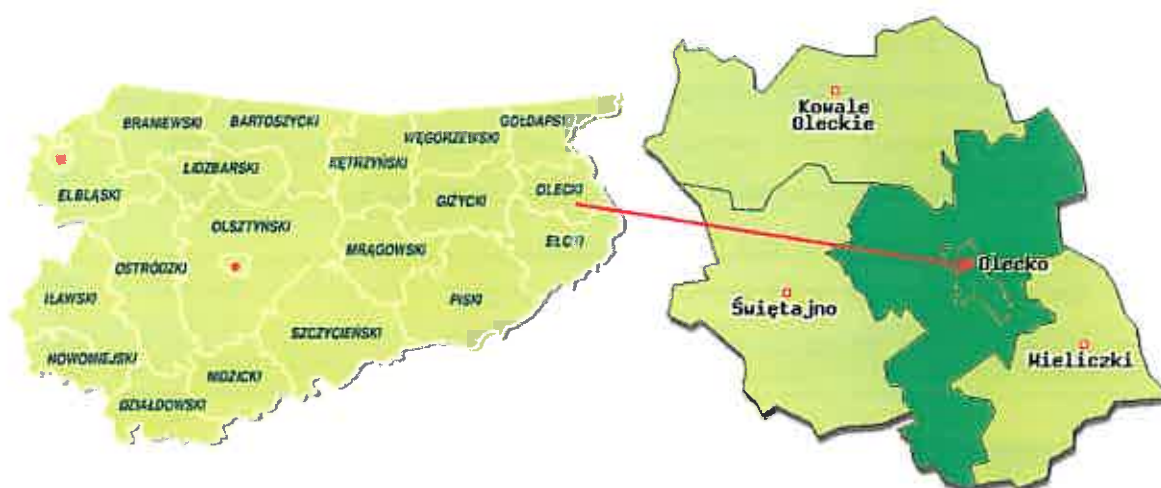 BRANIEWSKI
BARTOSZYCKI
WĘGORZEWSKI
GOŁDAPSKI
LIDZBARSKI
KĘTRZYŃSKI
ELBLĄSKI
GIŻYCKI
OLECKI
OLSZTYŃSKI
EŁCKI
MRĄGOWSKI
OSTRÓDZKI
IŁAWSKI
PISKI
SZCZYCIEŃSKI
NOWOMIEJSKI
NIDZICKI
DZIAŁDOWSKI
Kowale
Oleckie
Olecko
Świętajno
Wieliczki